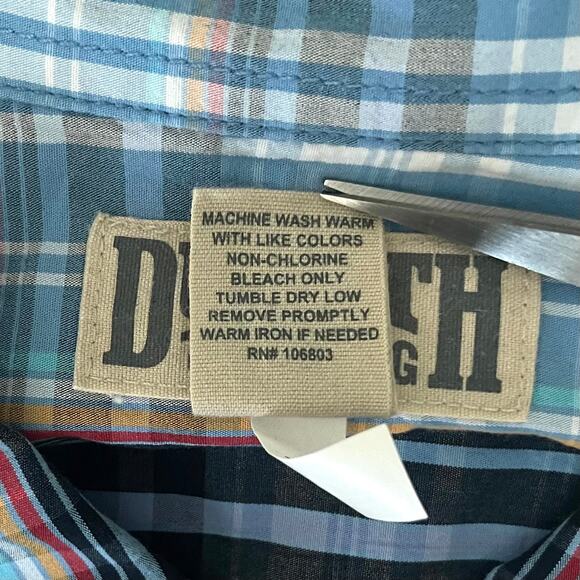 MACHINE WASH WARM
WITH LIKE COLORS
NON-CHLORINE
BLEACH ONLY
TUMBLE DRY LOW
REMOVE PROMPTLY
WARM IRON IF NEEDED
RN# 106803